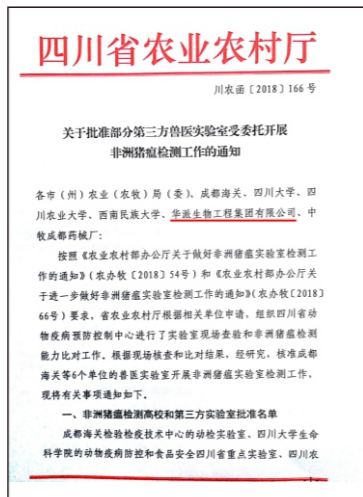 四川省农业农村厅
川农函〔2018〕166 号
关于批准部分第三方兽医实验室受委托开展
非洲猪瘟检测工作的通知
各市（州）农业（农牧）局（委）、成都海关、四川大学、四
川农业大学、西南民族大学、华派生物工程集团有限公司、中
牧成都药械厂：
按照《农业农村部办公厅关于做好非洲猪瘟实验室检测工
作的通知》（农办牧〔2018〕54号）和《农业农村部办公厅关
于进一步做好非洲猪瘟实验室检测工作的通知》（农办牧〔2018〕
66号）要求，省农业农村厅根据相关单位申请，组织四川省动
物疫病预防控制中心进行了实验室现场查验和非洲猪瘟检测
能力比对工作。根据现场核查和比对结果，经研究，核准成都
海关等6个单位的兽医实验室开展非洲猪瘟实验室检测工作，
现将有关事项通知如下。
一、非洲猪瘟检测高校和第三方实验室批准名单
成都海关检验检疫技术中心的动检实验室、四川大学生命
科学院的动物疫病防控和食品安全四川省重点实验室、四川农